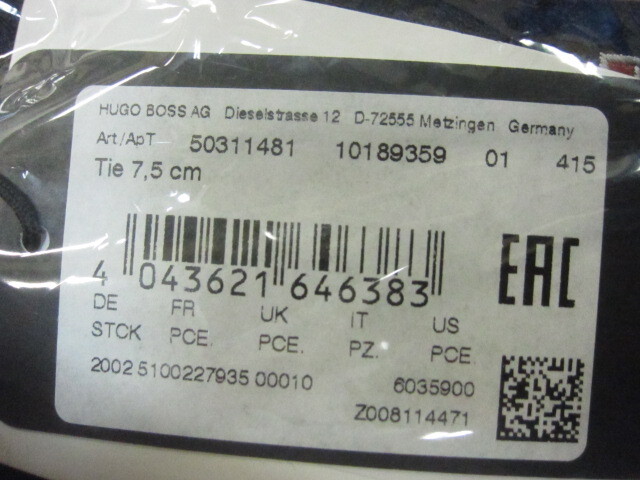 HUGO BOSS AG Dieselstrasse 12 D-72555 Metzingen Germany
Art/ApT 50311481 10189359 01 415
Tie 7,5 cm
4 043621 646383
EAC
DE FR UK IT US
STCK PCE. PCE. PZ. PCE
2002 5100227935 00010 6035900
Z008114471